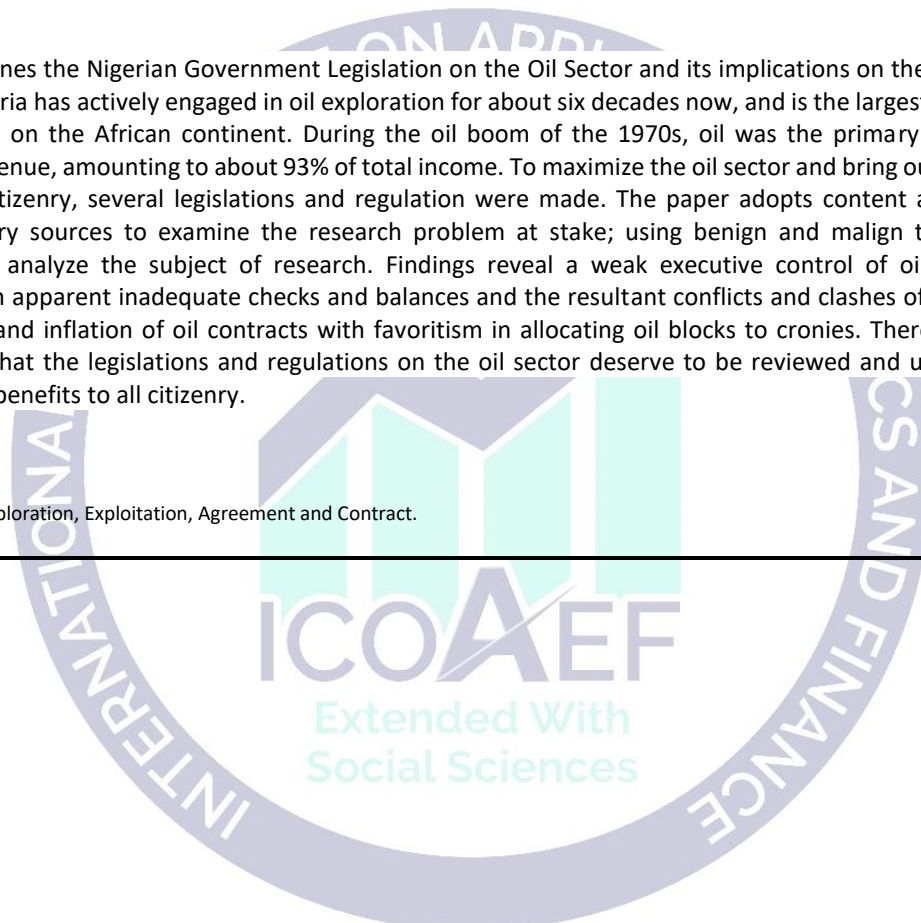 nes the Nigerian Government Legislation on the Oil Sector and its implications on the
ria has actively engaged in oil exploration for about six decades now, and is the largest
on the African continent. During the oil boom of the 1970s, oil was the primary
enue, amounting to about 93% of total income. To maximize the oil sector and bring ou
itizenry, several legislations and regulation were made. The paper adopts content a
ry sources to examine the research problem at stake; using benign and malign t
analyze the subject of research. Findings reveal a weak executive control of oi
n apparent inadequate checks and balances and the resultant conflicts and clashes of
and inflation of oil contracts with favoritism in allocating oil blocks to cronies. There
hat the legislations and regulations on the oil sector deserve to be reviewed and u
benefits to all citizenry.
ploration, Exploitation, Agreement and Contract.
ICOAEF
Extended With
Social Sciences
INTERNATIONA
ON APPL
CS AND FINANCE